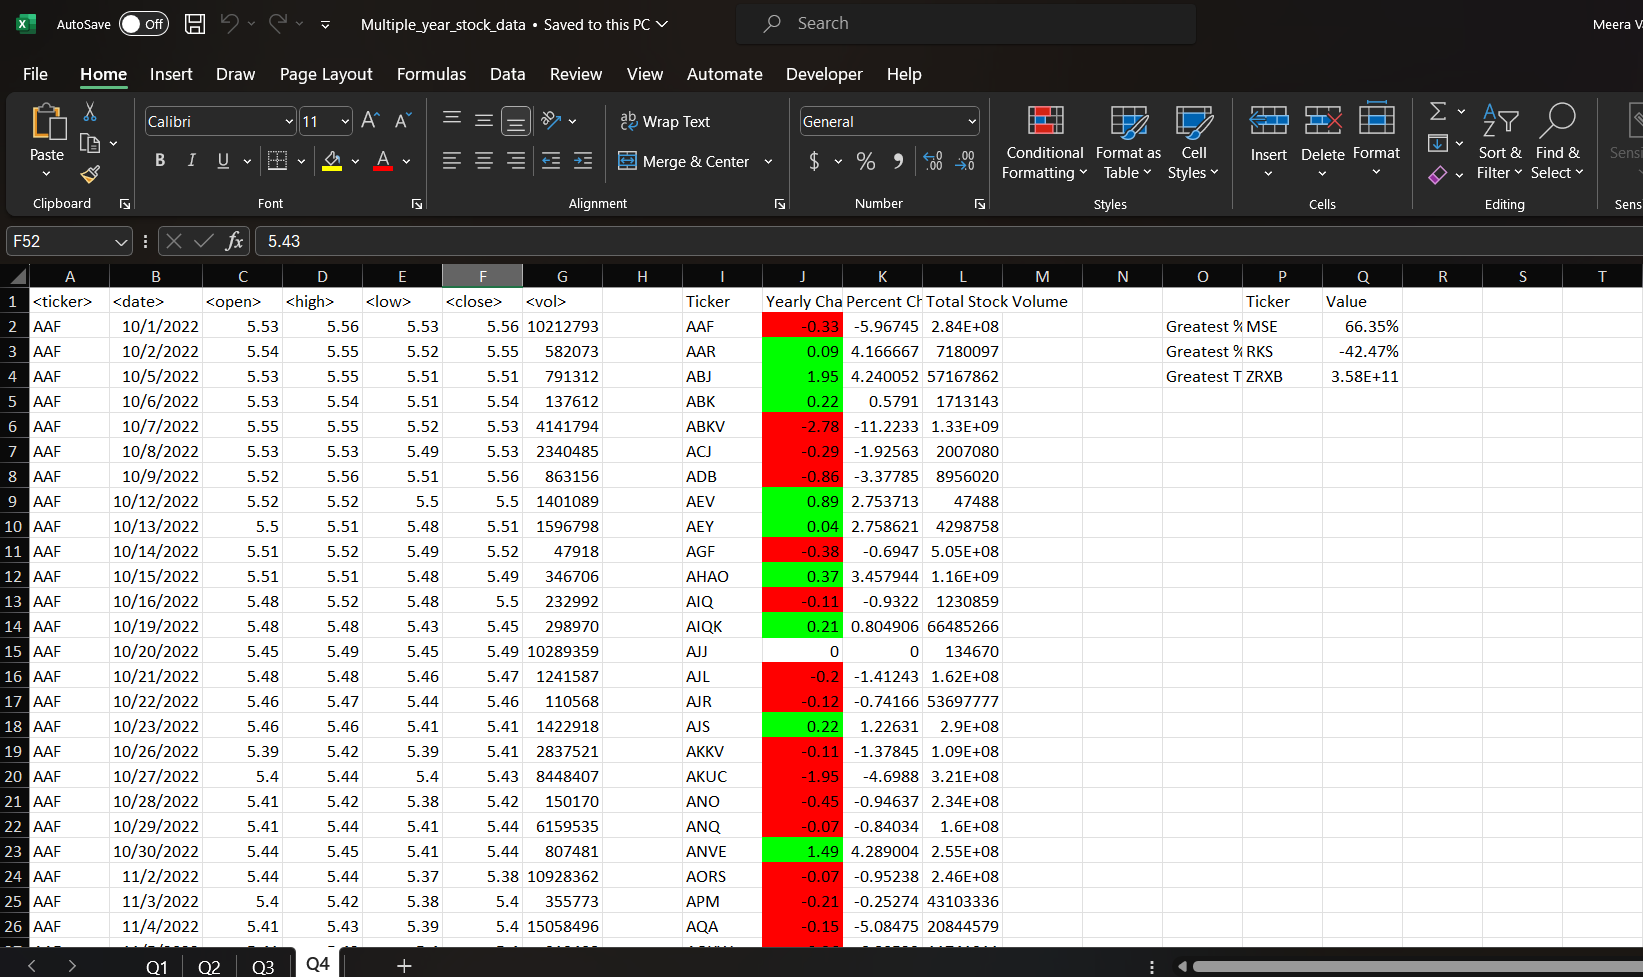 AutoSave Off Multiple_year_stock_data • Saved to this PC Search Meera V
File Home Insert Draw Page Layout Formulas Data Review View Automate Developer Help
Calibri 11 A A ab Wrap Text General
Paste B I U A Merge & Center $ % 9 .00 .00 Conditional Formatting Format as Table Cell Styles Insert Delete Format Sort & Filter Find & Select Sensi
Clipboard Font Alignment Number Styles Cells Editing Sens
F52 fx 5.43
A B C D E F G H I J K L M N O P Q R S T
1 <ticker> <date> <open> <high> <low> <close> <vol> Ticker Yearly Cha Percent Ch Total Stock Volume Ticker Value
2 AAF 10/1/2022 5.53 5.56 5.53 5.56 10212793 AAF -0.33 -5.96745 2.84E+08 Greatest % MSE 66.35%
3 AAF 10/2/2022 5.54 5.55 5.52 5.55 582073 AAR 0.09 4.166667 7180097 Greatest % RKS -42.47%
4 AAF 10/5/2022 5.53 5.55 5.51 5.51 791312 ABJ 1.95 4.240052 57167862 Greatest T ZRXB 3.58E+11
5 AAF 10/6/2022 5.53 5.54 5.51 5.54 137612 ABK 0.22 0.5791 1713143
6 AAF 10/7/2022 5.55 5.55 5.52 5.53 4141794 ABKV -2.78 -11.2233 1.33E+09
7 AAF 10/8/2022 5.53 5.53 5.49 5.53 2340485 ACJ -0.29 -1.92563 2007080
8 AAF 10/9/2022 5.52 5.56 5.51 5.56 863156 ADB -0.86 -3.37785 8956020
9 AAF 10/12/2022 5.52 5.52 5.5 5.5 1401089 AEV 0.89 2.753713 47488
10 AAF 10/13/2022 5.5 5.51 5.48 5.51 1596798 AEY 0.04 2.758621 4298758
11 AAF 10/14/2022 5.51 5.52 5.49 5.52 47918 AGF -0.38 -0.6947 5.05E+08
12 AAF 10/15/2022 5.51 5.51 5.48 5.49 346706 AHAO 0.37 3.457944 1.16E+09
13 AAF 10/16/2022 5.48 5.52 5.48 5.5 232992 AIQ -0.11 -0.9322 1230859
14 AAF 10/19/2022 5.48 5.48 5.43 5.45 298970 AIQK 0.21 0.804906 66485266
15 AAF 10/20/2022 5.45 5.49 5.45 5.49 10289359 AJJ 0 0 134670
16 AAF 10/21/2022 5.48 5.48 5.46 5.47 1241587 AJL -0.2 -1.41243 1.62E+08
17 AAF 10/22/2022 5.46 5.47 5.44 5.46 110568 AJR -0.12 -0.74166 53697777
18 AAF 10/23/2022 5.46 5.46 5.41 5.41 1422918 AJS 0.22 1.22631 2.9E+08
19 AAF 10/26/2022 5.39 5.42 5.39 5.41 2837521 AKKV -0.11 -1.37845 1.09E+08
20 AAF 10/27/2022 5.4 5.44 5.4 5.43 8448407 AKUC -1.95 -4.6988 3.21E+08
21 AAF 10/28/2022 5.41 5.42 5.38 5.42 150170 ANO -0.45 -0.94637 2.34E+08
22 AAF 10/29/2022 5.41 5.44 5.41 5.44 6159535 ANQ -0.07 -0.84034 1.6E+08
23 AAF 10/30/2022 5.44 5.45 5.41 5.44 807481 ANVE 1.49 4.289004 2.55E+08
24 AAF 11/2/2022 5.44 5.44 5.37 5.38 10928362 AORS -0.07 -0.95238 2.46E+08
25 AAF 11/3/2022 5.4 5.42 5.38 5.4 355773 APM -0.21 -0.25274 43103336
26 AAF 11/4/2022 5.41 5.43 5.39 5.4 15058496 AQA -0.15 -5.08475 20844579
Q1 Q2 Q3 Q4